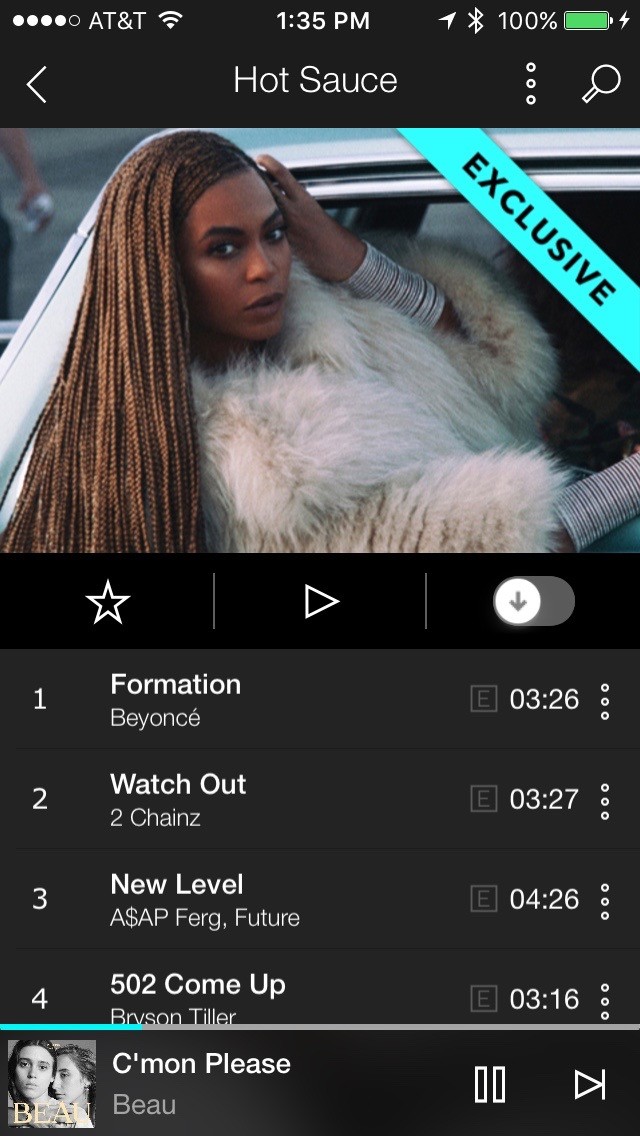 AT&T 1:35 PM 100%
Hot Sauce
EXCLUSIVE
1 Formation E 03:26
Beyoncé
2 Watch Out E 03:27
2 Chainz
3 New Level E 04:26
A$AP Ferg, Future
4 502 Come Up E 03:16
Bryson Tiller
C'mon Please
BEAU Beau